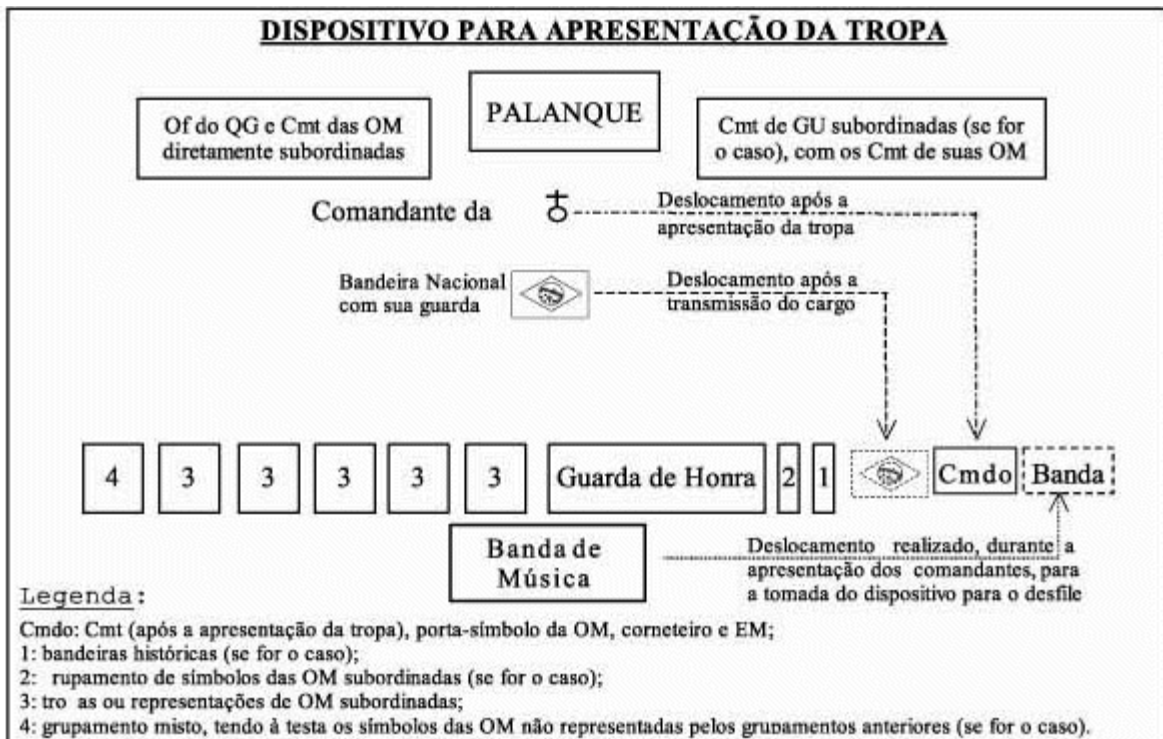 DISPOSITIVO PARA APRESENTAÇÃO DA TROPA
Of do QG e Cmt das OM
diretamente subordinadas
PALANQUE
Cmt de GU subordinadas (se for
o caso), com os Cmt de suas OM
Comandante da
Deslocamento após a
apresentação da tropa
Bandeira Nacional
com sua guarda
Deslocamento após a
transmissão do cargo
4 3 3 3 3 3 Guarda de Honra 2 1 Cmdo Banda
Banda de
Música
Deslocamento realizado, durante a
apresentação dos comandantes, para
a tomada do dispositivo para o desfile
Legenda:
Cmdo: Cmt (após a apresentação da tropa), porta-símbolo da OM, corneteiro e EM;
1: bandeiras históricas (se for o caso);
2: rupamento de símbolos das OM subordinadas (se for o caso);
3: tro as ou representações de OM subordinadas;
4: grupamento misto, tendo à testa os símbolos das OM não representadas pelos grupamentos anteriores (se for o caso).